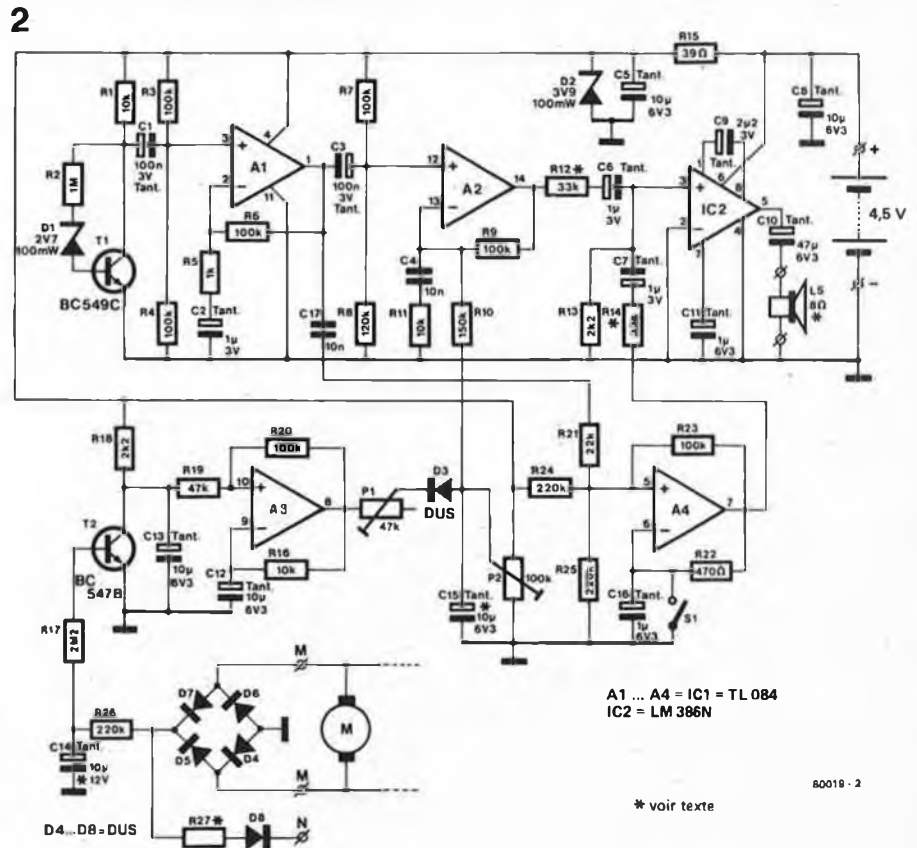 2
R15
39Ω
R1
10k
R3
100k
C1
100n
3V
Tant.
R2
1M
D1
2V7
100mW
T1
BC549C
R4
100k
3
2
4
11
1
A1
R6
100k
R5
1k
C2
Tant.
1µ
3V
C17
10n
C3
100n
3V
Tant.
R7
100k
R8
120k
12
13
14
A2
R9
100k
C4
10n
R11
10k
R10
150k
D2
3V9
100mW
C5
Tant.
10µ
6V3
R12*
33k
C6
Tant.
1µ
3V
C7
Tant.
1µ
3V
R13
2k2
R14
*
C9
2µ2
3V
Tant.
1
6
8
3
2
7
4
5
IC2
C11
Tant.
1µ
6V3
C8
Tant.
10µ
6V3
C10
Tant.
47µ
6V3
LS
8Ω
*
+
4,5 V
–
R18
2k2
T2
BC
547B
R17
2M2
C13
Tant.
10µ
6V3
R19
47k
R20
100k
10
9
8
A3
R16
10k
C12
Tant.
10µ
6V3
P1
47k
D3
DUS
C15
Tant.
*
10µ
6V3
P2
100k
R24
220k
R21
22k
R25
220k
R23
100k
5
6
7
A4
R22
470Ω
C16
Tant.
1µ
6V3
S1
R26
220k
C14
Tant.
10µ
* 12V
D7
D6
D5
D4
M
M
M
R27*
D8
N
D4...D8=DUS
A1 ... A4 = IC1 = TL 084
IC2 = LM 386N
* voir texte
80019 - 2